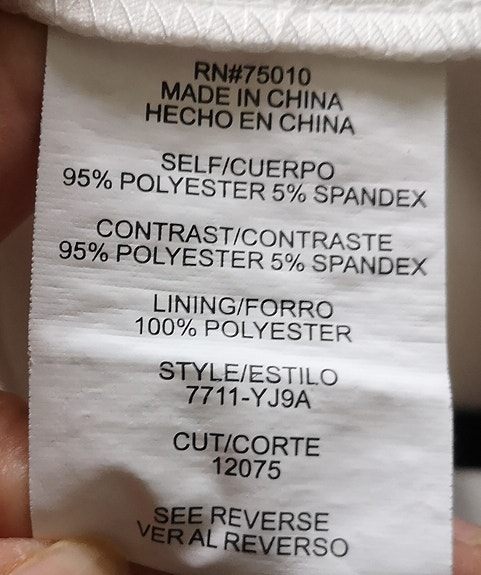 RN#75010
MADE IN CHINA
HECHO EN CHINA
SELF/CUERPO
95% POLYESTER 5% SPANDEX
CONTRAST/CONTRASTE
95% POLYESTER 5% SPANDEX
LINING/FORRO
100% POLYESTER
STYLE/ESTILO
7711-YJ9A
CUT/CORTE
12075
SEE REVERSE
VER AL REVERSO